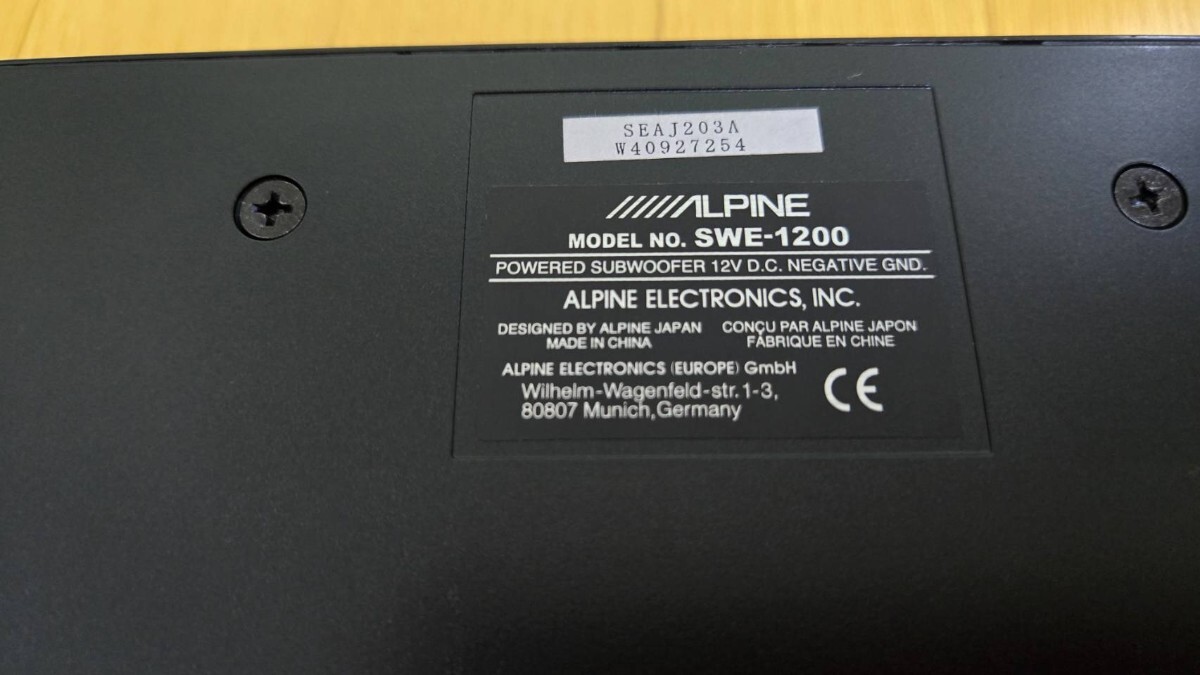 SEAJ203A
W40927254
ALPINE
MODEL NO. SWE-1200
POWERED SUBWOOFER 12V D.C. NEGATIVE GND.
ALPINE ELECTRONICS, INC.
DESIGNED BY ALPINE JAPAN CONÇU PAR ALPINE JAPON
MADE IN CHINA FABRIQUE EN CHINE
ALPINE ELECTRONICS (EUROPE) GmbH
Wilhelm-Wagenfeld-str. 1-3,
80807 Munich,Germany
CE